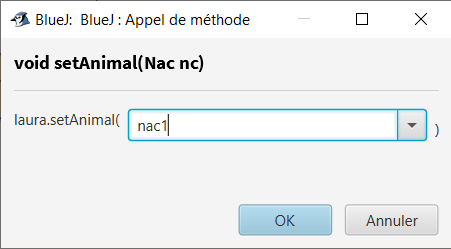 BlueJ: BlueJ : Appel de méthode
void setAnimal(Nac nc)
laura.setAnimal( nac1 )
OK Annuler